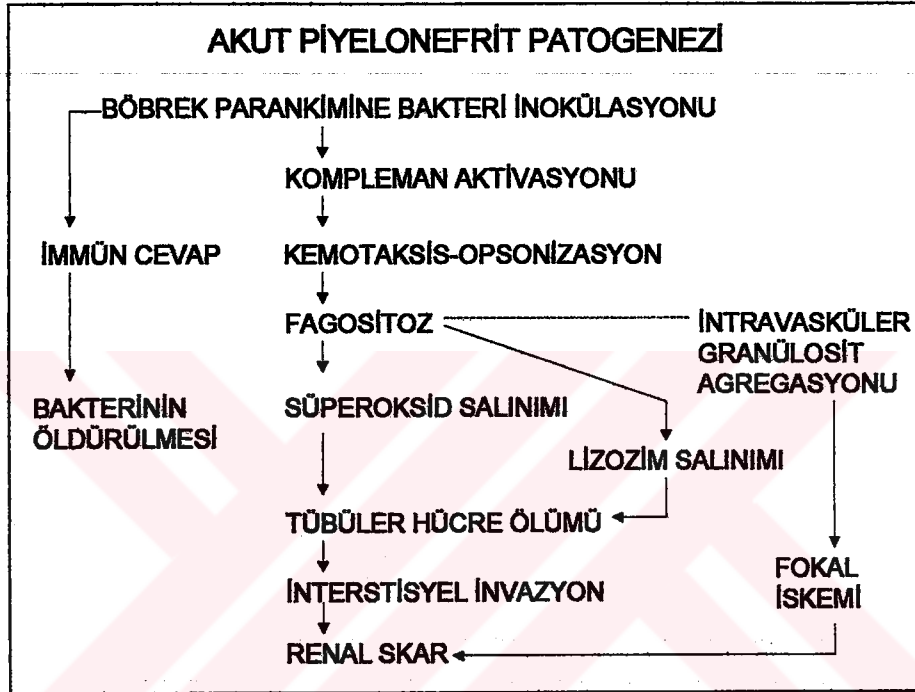 AKUT PİYELONEFRİT PATOGENEZİ
BÖBREK PARANKİMİNE BAKTERİ İNOKÜLASYONU
KOMPLEMAN AKTİVASYONU
İMMÜN CEVAP
KEMOTAKSİS-OPSONİZASYON
FAGOSİTOZ
İNTRAVASKÜLER
GRANÜLOSİT
AGREGASYONU
BAKTERİNİN
ÖLDÜRÜLMESİ
SÜPEROKSİD SALINIMI
LİZOZİM SALINIMI
TÜBÜLER HÜCRE ÖLÜMÜ
FOKAL
İSKEMİ
İNTERSTİSYEL İNVAZYON
RENAL SKAR